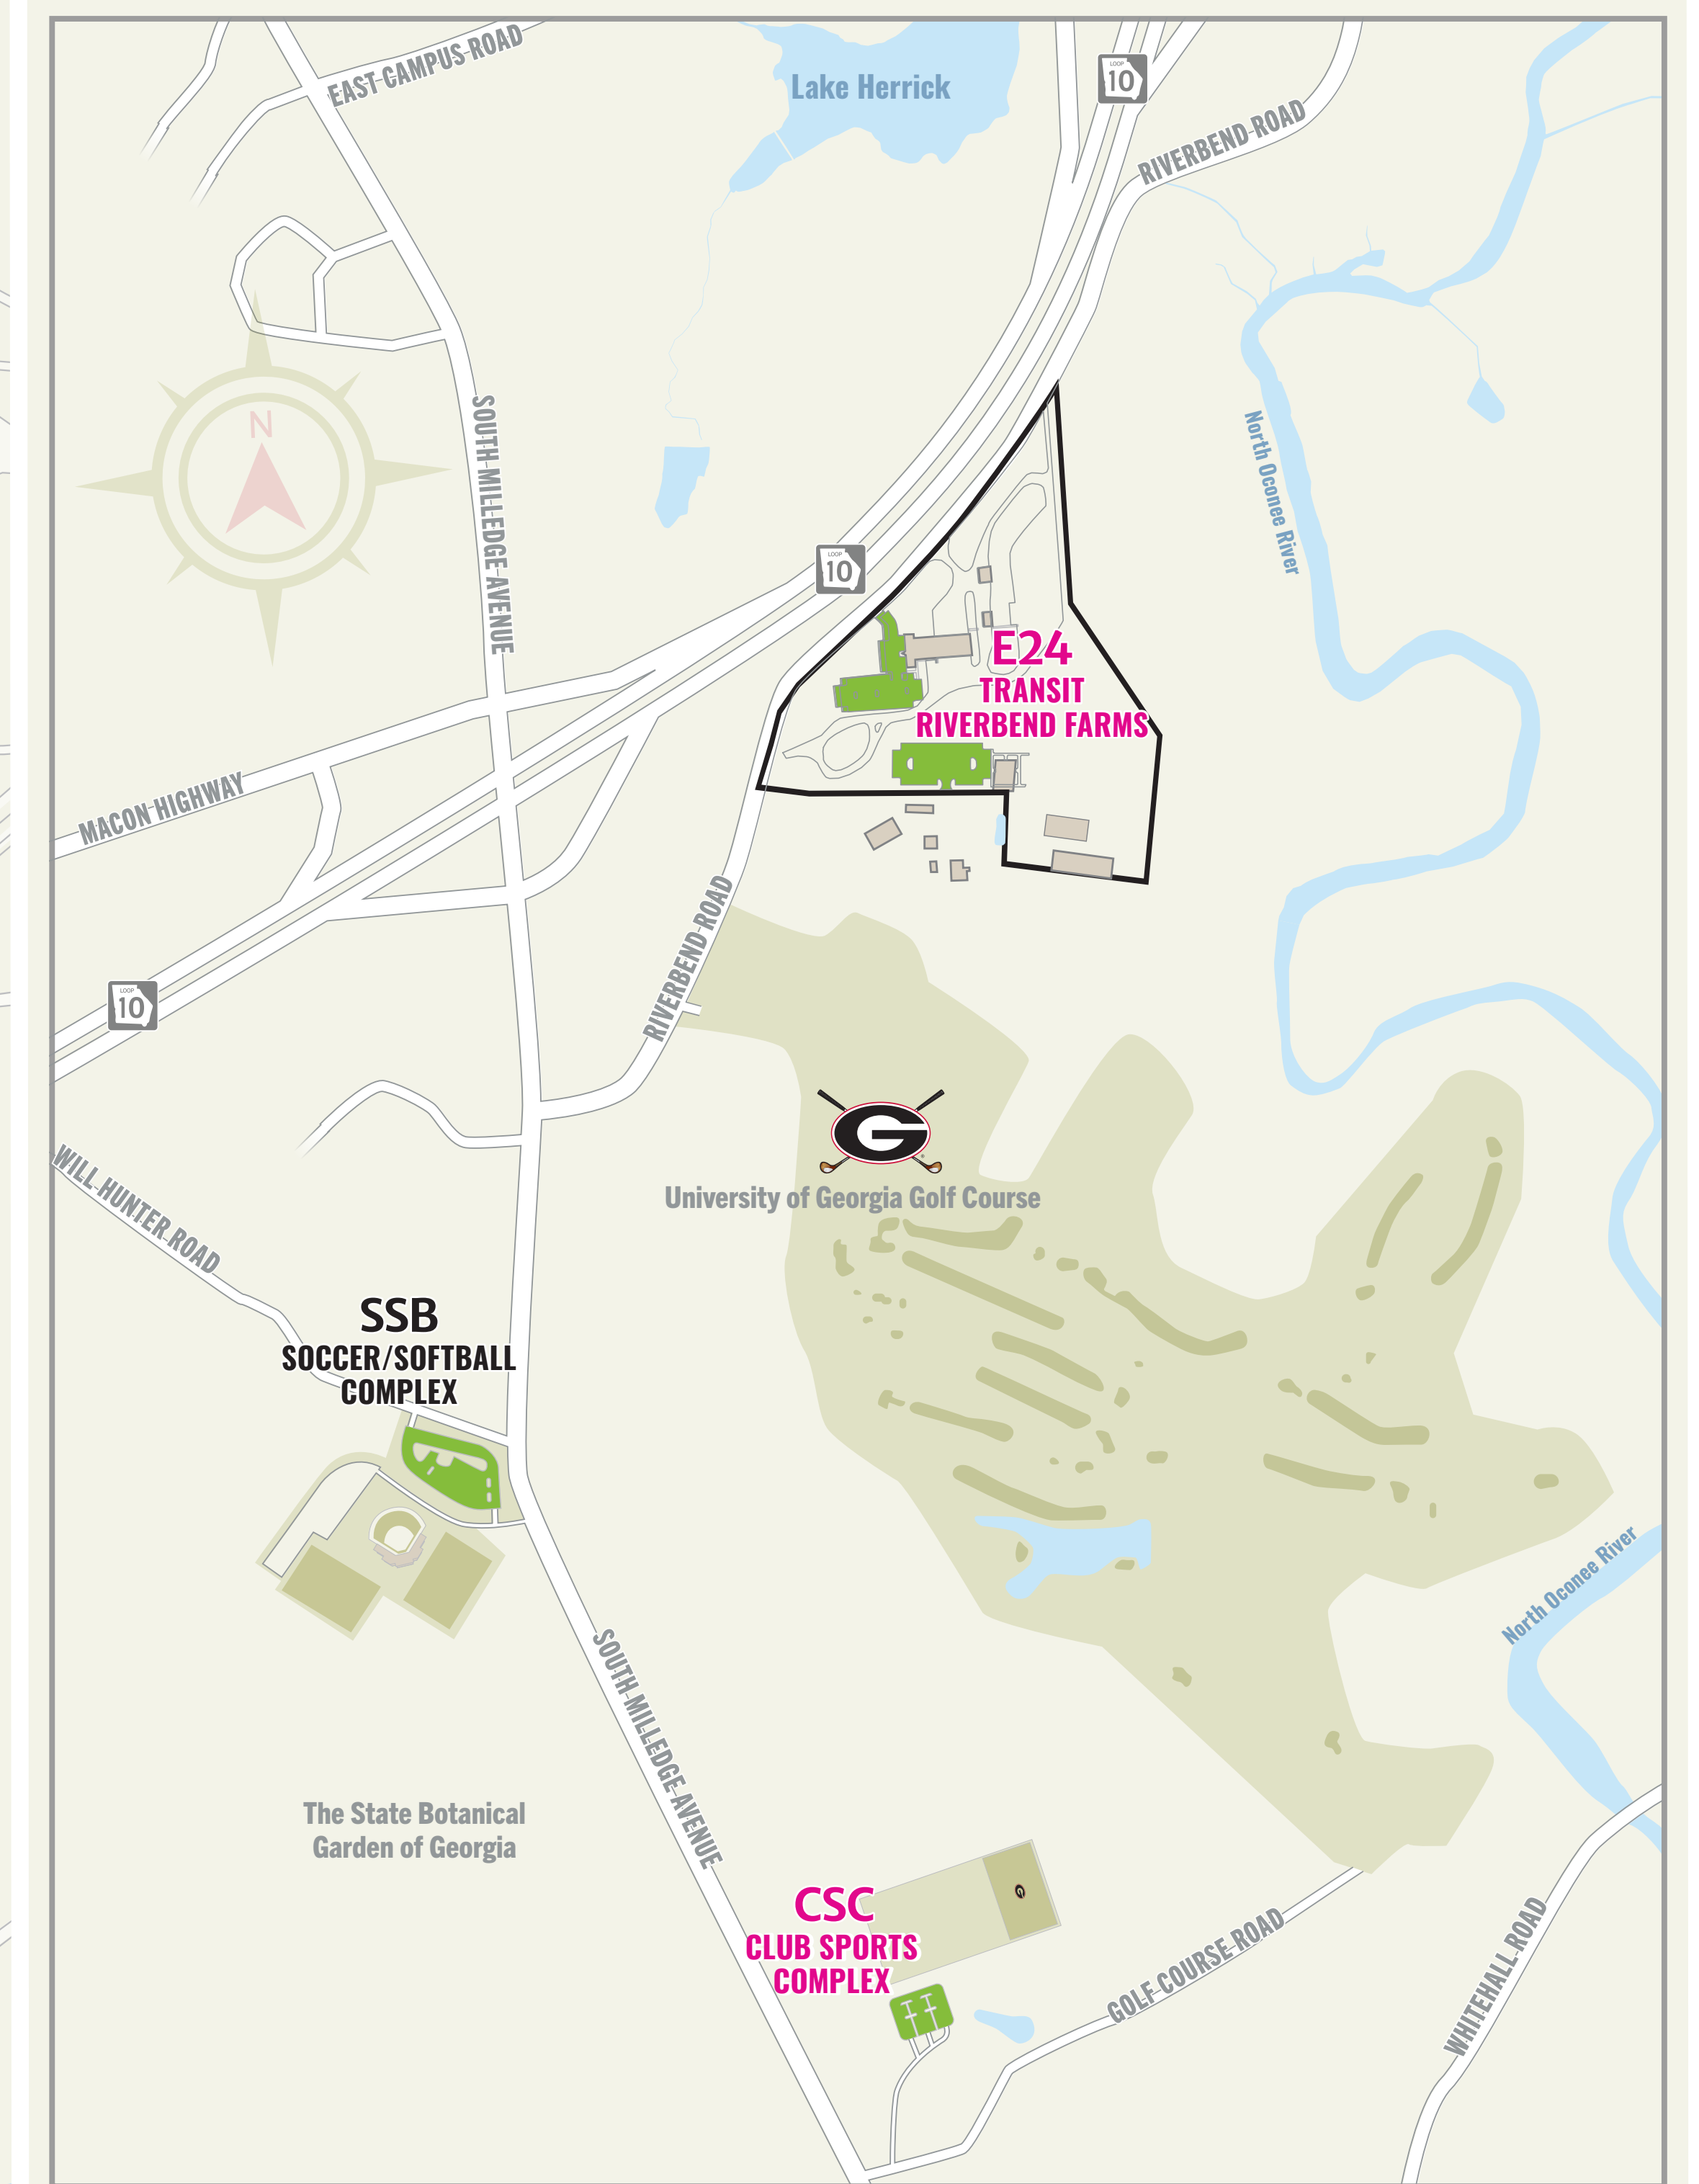 EAST CAMPUS ROAD
Lake Herrick
LOOP
10
RIVERBEND ROAD
N
SOUTH MILLEDGE AVENUE
North Oconee River
LOOP
10
E24
TRANSIT
RIVERBEND FARMS
MACON HIGHWAY
RIVERBEND ROAD
LOOP
10
G
University of Georgia Golf Course
WILL HUNTER ROAD
SSB
SOCCER/SOFTBALL
COMPLEX
North Oconee River
SOUTH MILLEDGE AVENUE
The State Botanical
Garden of Georgia
G
CSC
CLUB SPORTS
COMPLEX
GOLF COURSE ROAD
WHITEHALL ROAD